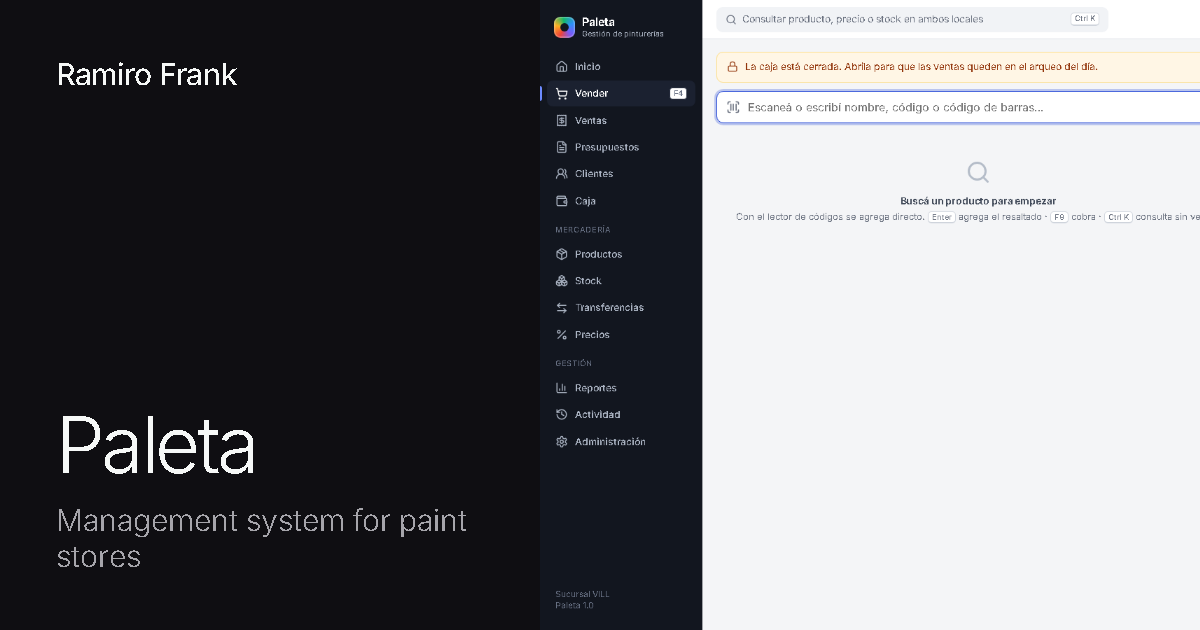 Ramiro Frank
Paleta
Management system for paint
stores
Paleta
Gestión de pinturerías
Inicio
Vender F4
Ventas
Presupuestos
Clientes
Caja
MERCADERÍA
Productos
Stock
Transferencias
Precios
GESTIÓN
Reportes
Actividad
Administración
Sucursal VILL
Paleta 1.0
Consultar producto, precio o stock en ambos locales Ctrl K
La caja está cerrada. Abrila para que las ventas queden en el arqueo del día.
Escaneá o escribí nombre, código o código de barras...
Buscá un producto para empezar
Con el lector de códigos se agrega directo. Enter agrega el resaltado · F9 cobra · Ctrl K consulta sin ve